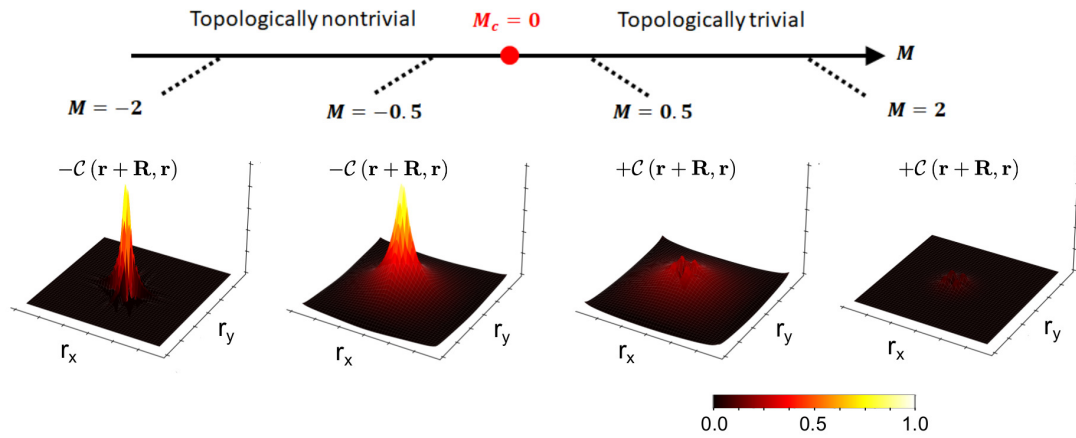 Topologically nontrivial
M_c = 0
Topologically trivial
M
M = −2
M = −0.5
M = 0.5
M = 2
−𝒞 (r + R, r)
−𝒞 (r + R, r)
+𝒞 (r + R, r)
+𝒞 (r + R, r)
r_x
r_y
r_x
r_y
r_x
r_y
r_x
r_y
0.0 0.5 1.0